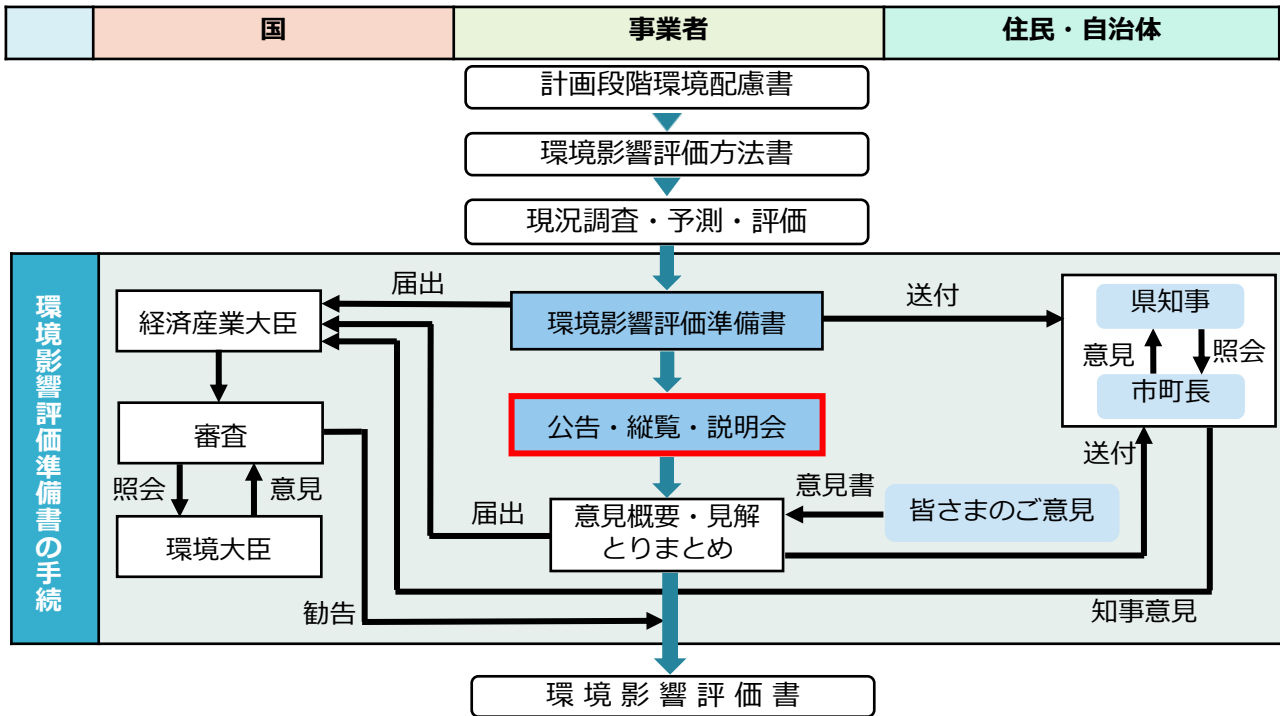 国
事業者
住民・自治体
計画段階環境配慮書
環境影響評価方法書
現況調査・予測・評価
環境影響評価準備書の手続
届出
送付
経済産業大臣
環境影響評価準備書
県知事
意見
照会
市町長
審査
公告・縦覧・説明会
送付
照会
意見
意見書
皆さまのご意見
届出
意見概要・見解
とりまとめ
環境大臣
勧告
知事意見
環境影響評価書